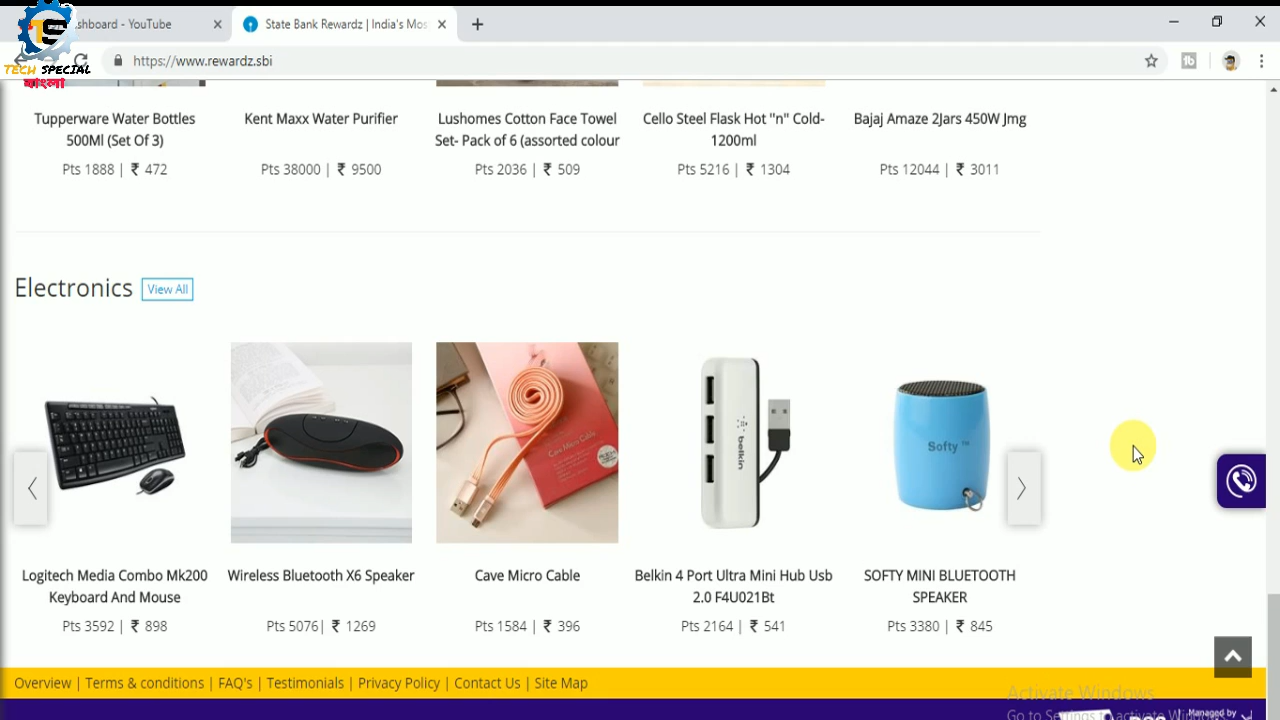 shboard - YouTube
State Bank Rewardz | India's Mos
https://www.rewardz.sbi
TECH SPECIAL
বাংলা
Tupperware Water Bottles
500Ml (Set Of 3)
Pts 1888 | ₹ 472
Kent Maxx Water Purifier
Pts 38000 | ₹ 9500
Lushomes Cotton Face Towel
Set- Pack of 6 (assorted colour
Pts 2036 | ₹ 509
Cello Steel Flask Hot "n" Cold-
1200ml
Pts 5216 | ₹ 1304
Bajaj Amaze 2Jars 450W Jmg
Pts 12044 | ₹ 3011
Electronics View All
belkin
Softy™
Logitech Media Combo Mk200
Keyboard And Mouse
Pts 3592 | ₹ 898
Wireless Bluetooth X6 Speaker
Pts 5076| ₹ 1269
Cave Micro Cable
Pts 1584 | ₹ 396
Belkin 4 Port Ultra Mini Hub Usb
2.0 F4U021Bt
Pts 2164 | ₹ 541
SOFTY MINI BLUETOOTH
SPEAKER
Pts 3380 | ₹ 845
Overview | Terms & conditions | FAQ's | Testimonials | Privacy Policy | Contact Us | Site Map
Activate Windows
Go to Settings to activate Windows.
Managed by